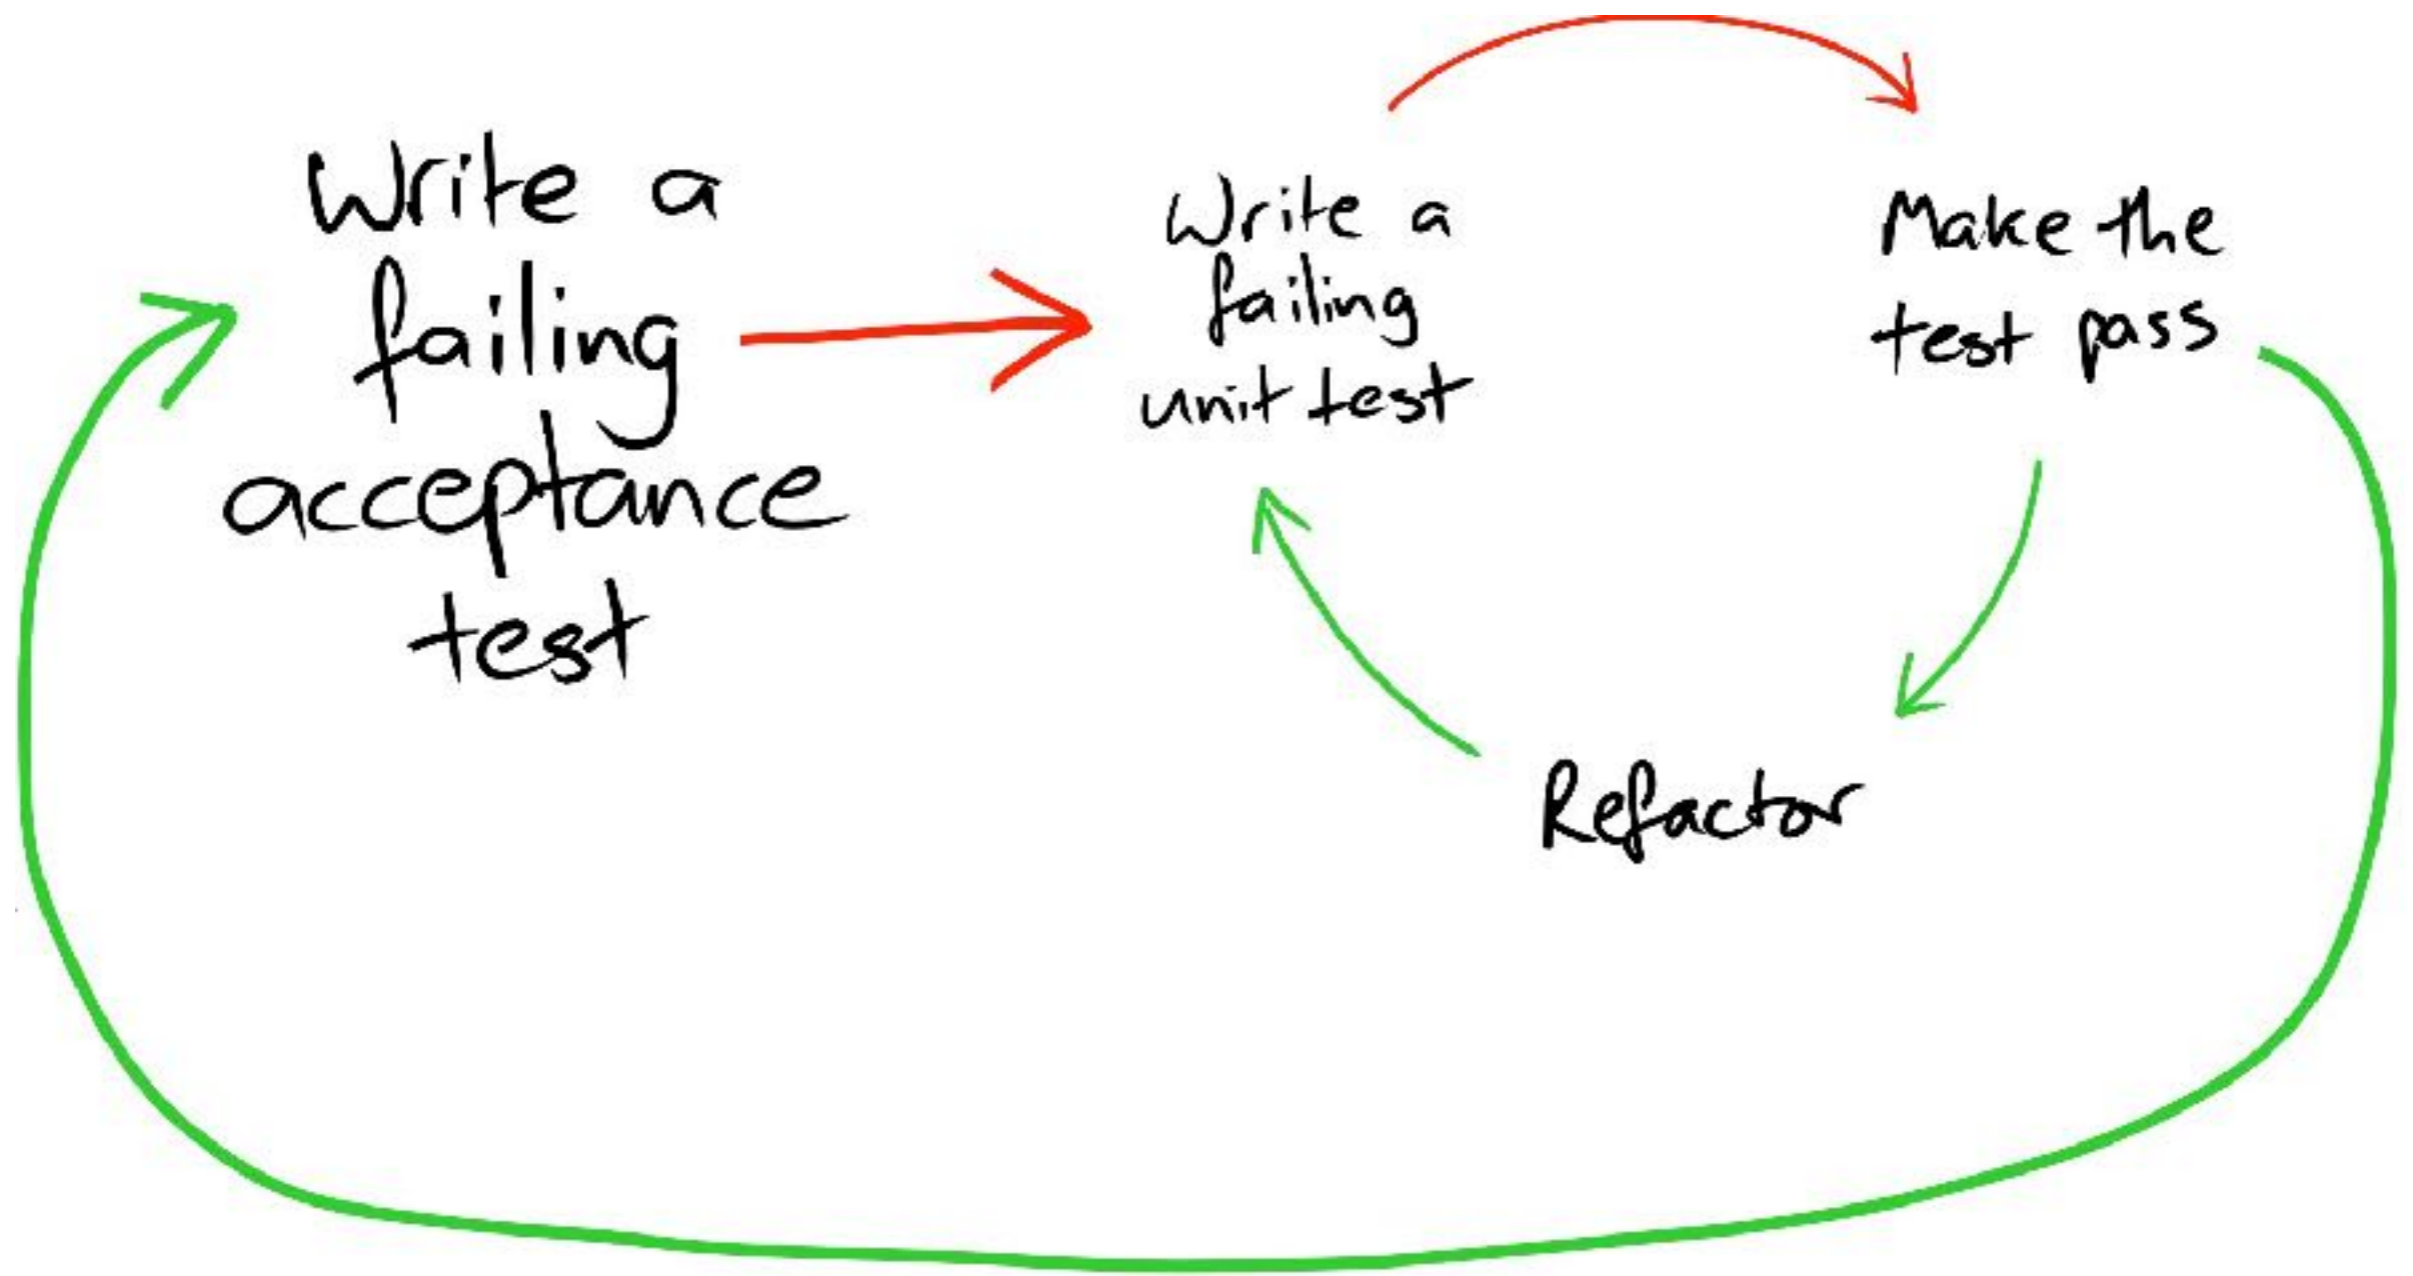 Write a
failing
acceptance
test
Write a
failing
unit test
Make the
test pass
Refactor